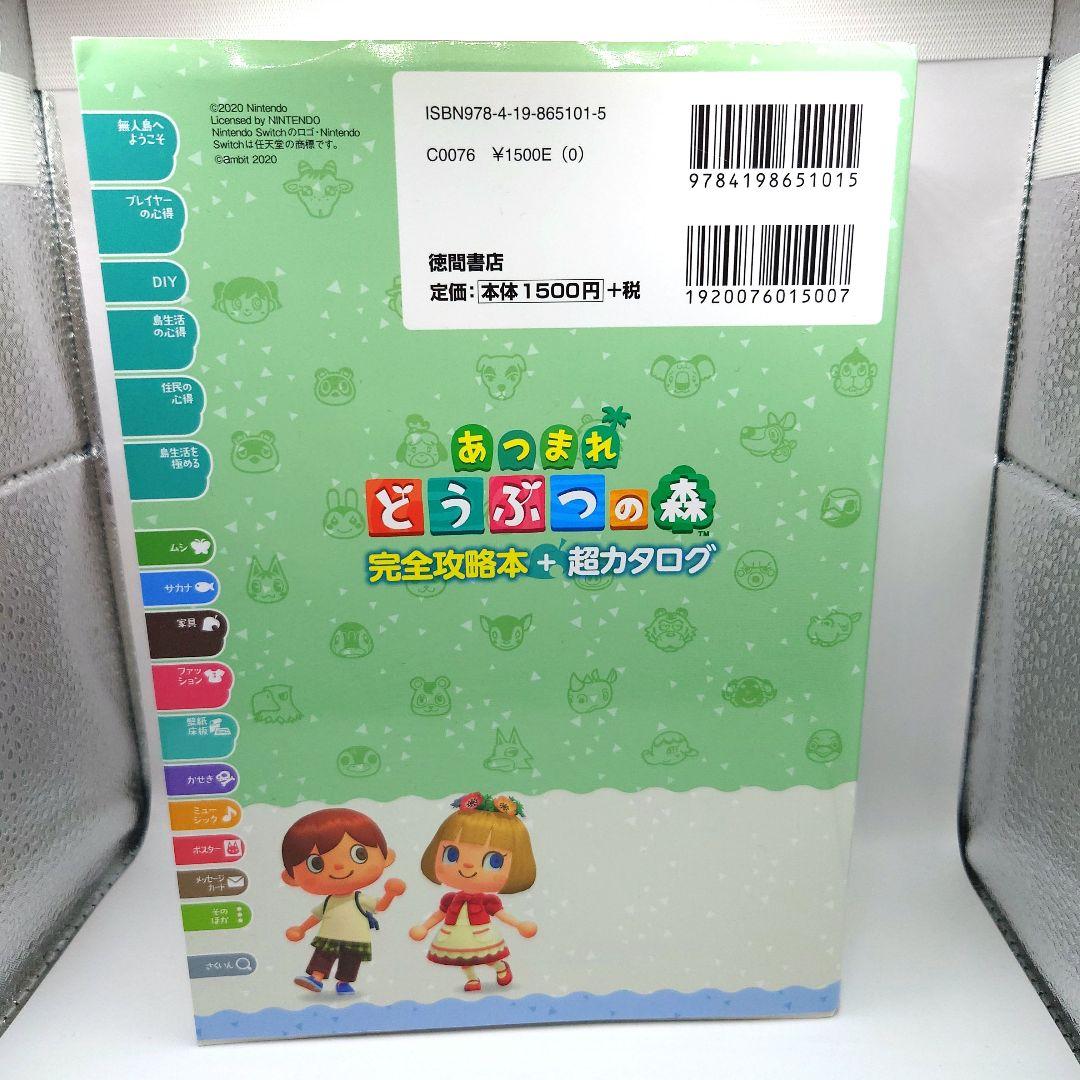 ©2020 Nintendo
Licensed by NINTENDO
Nintendo Switchのロゴ・Nintendo
Switchは任天堂の商標です。
©ambit 2020
ISBN978-4-19-865101-5
C0076 ¥1500E (0)
9784198651015
徳間書店
定価：本体1500円+税
1920076015007
無人島へ
ようこそ
プレイヤー
の心得
DIY
島生活
の心得
住民の
心得
島生活を
極める
ムシ
サカナ
家具
ファッ
ション
壁紙
床板
かせき
ミュー
ジック
ポスター
メッセージ
カード
その
ほか
さくいん
あつまれ
どうぶつの森™
完全攻略本+超カタログ